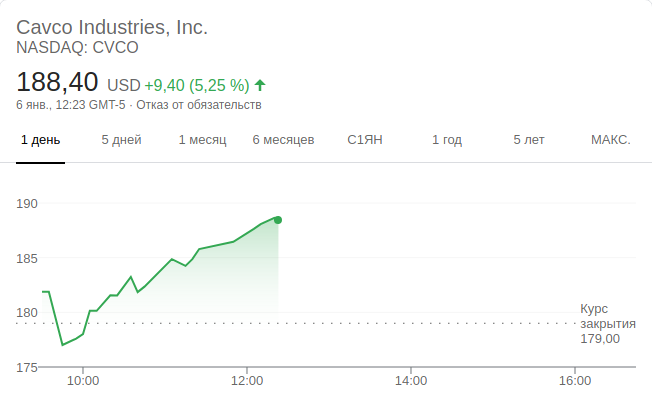 Cavco Industries, Inc.
NASDAQ: CVCO
188,40 USD +9,40 (5,25 %)
6 янв., 12:23 GMT-5 · Отказ от обязательств
1 день 5 дней 1 месяц 6 месяцев С1ЯН 1 год 5 лет МАКС.
190
185
180
175
Курс
закрытия
179,00
10:00 12:00 14:00 16:00